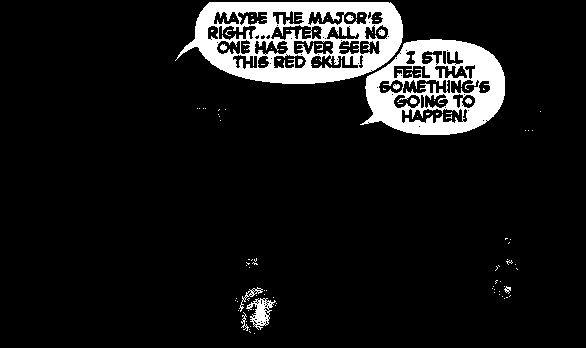 MAYBE THE MAJOR'S
RIGHT...AFTER ALL, NO
ONE HAS EVER SEEN
THIS RED SKULL!
I STILL
FEEL THAT
SOMETHING'S
GOING TO
HAPPEN!